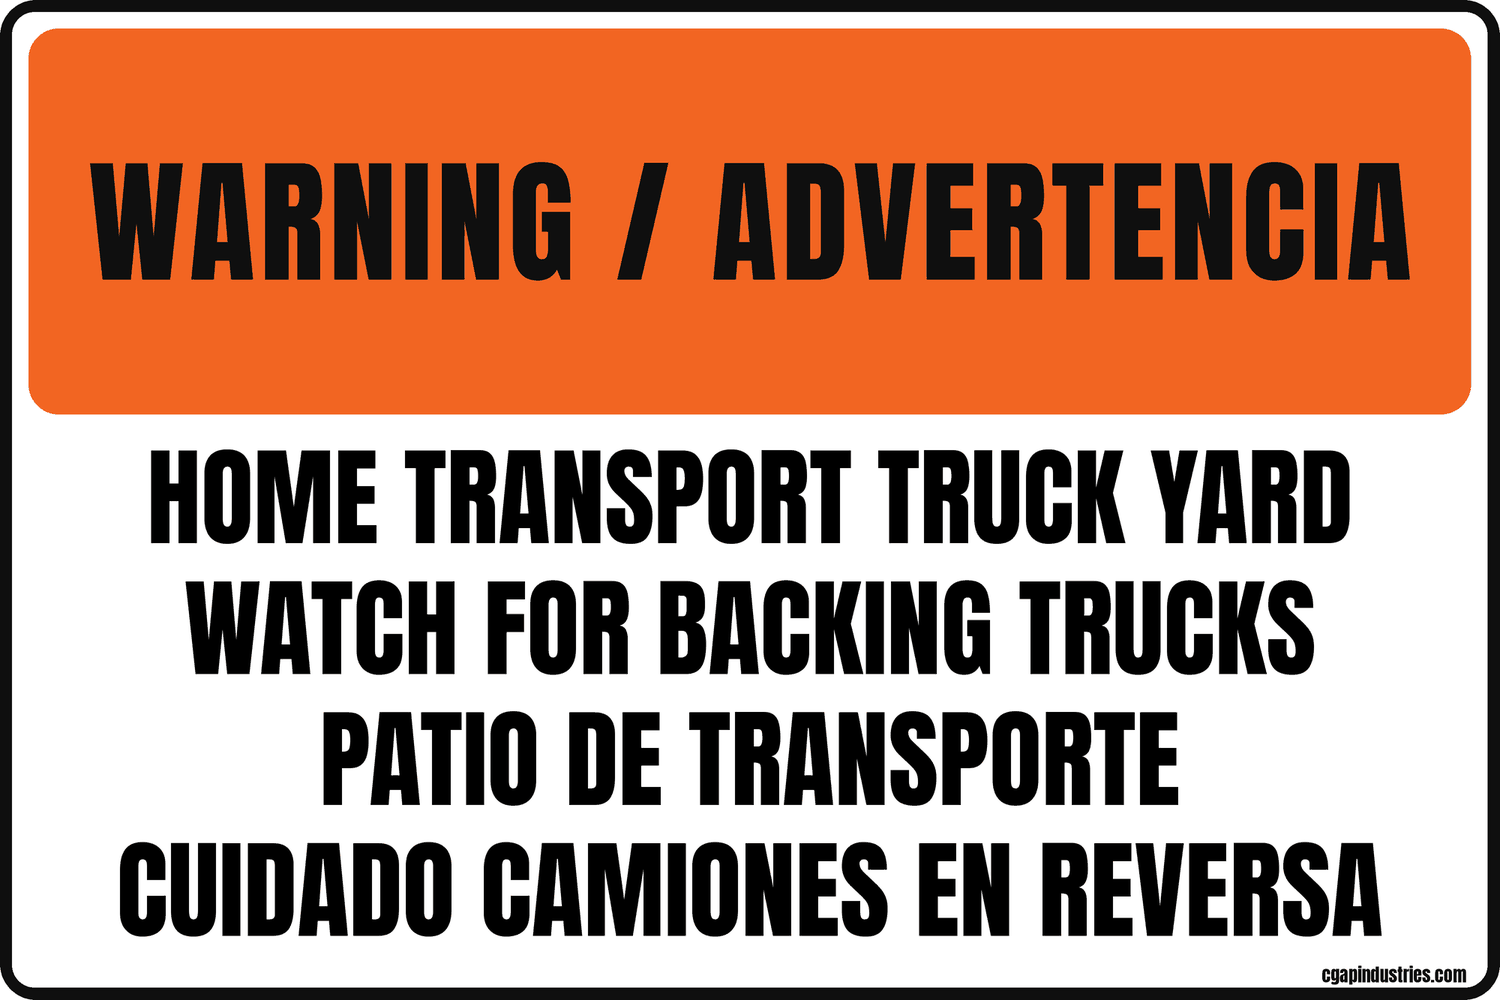 WARNING / ADVERTENCIA
HOME TRANSPORT TRUCK YARD
WATCH FOR BACKING TRUCKS
PATIO DE TRANSPORTE
CUIDADO CAMIONES EN REVERSA
cgapindustries.com